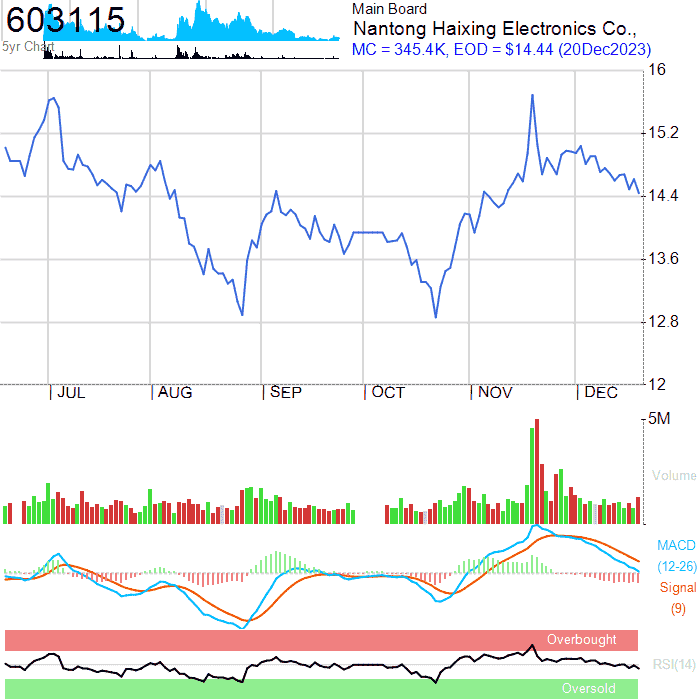 603115
5yr Chart
Main Board
Nantong Haixing Electronics Co.,
MC = 345.4K, EOD = $14.44 (20Dec2023)
16
15.2
14.4
13.6
12.8
12
JUL AUG SEP OCT NOV DEC
5M
Volume
MACD
(12-26)
Signal
(9)
Overbought
RSI(14)
Oversold